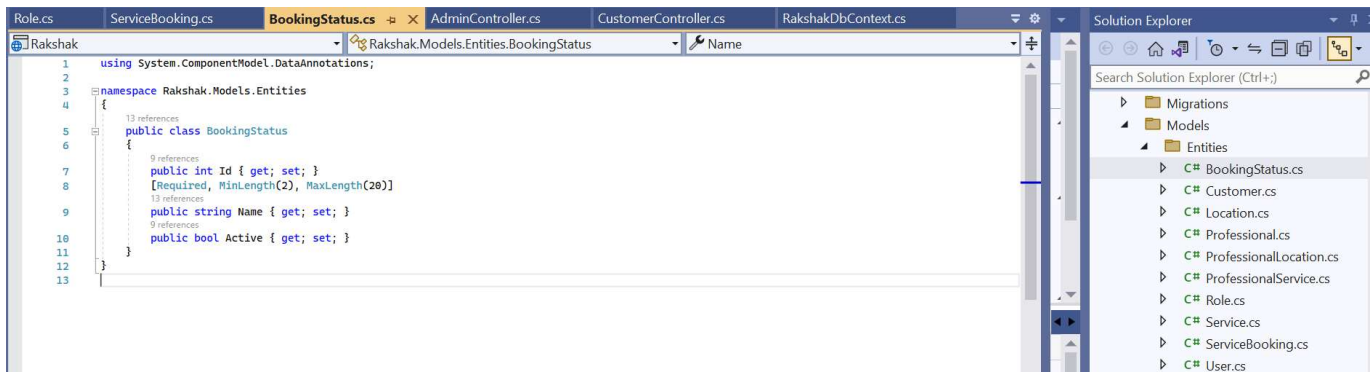 Role.cs ServiceBooking.cs BookingStatus.cs AdminController.cs CustomerController.cs RakshakDbContext.cs
Rakshak Rakshak.Models.Entities.BookingStatus Name
1 using System.ComponentModel.DataAnnotations;
2
3 namespace Rakshak.Models.Entities
4 {
13 references
5 public class BookingStatus
6 {
9 references
7 public int Id { get; set; }
8 [Required, MinLength(2), MaxLength(20)]
13 references
9 public string Name { get; set; }
9 references
10 public bool Active { get; set; }
11 }
12 }
13
Solution Explorer
Search Solution Explorer (Ctrl+;)
Migrations
Models
Entities
C# BookingStatus.cs
C# Customer.cs
C# Location.cs
C# Professional.cs
C# ProfessionalLocation.cs
C# ProfessionalService.cs
C# Role.cs
C# Service.cs
C# ServiceBooking.cs
C# User.cs